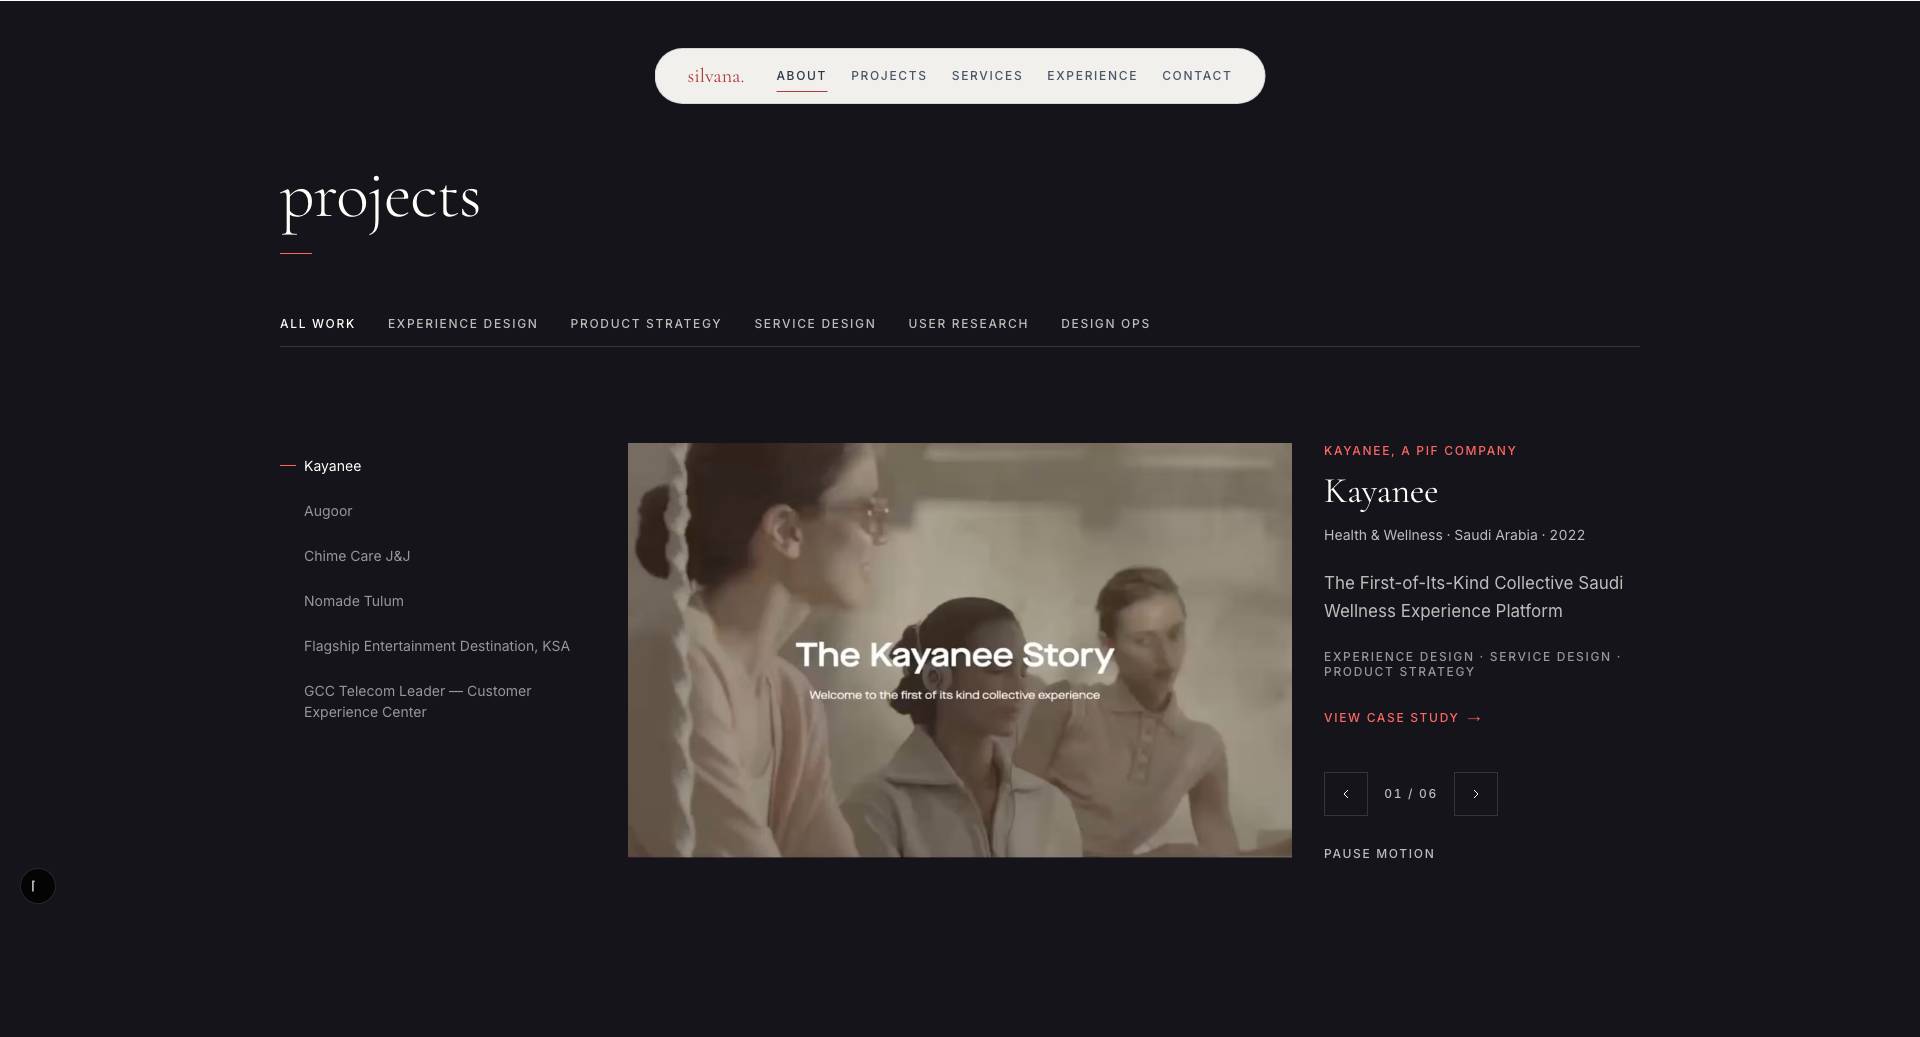 silvana. ABOUT PROJECTS SERVICES EXPERIENCE CONTACT
projects
ALL WORK EXPERIENCE DESIGN PRODUCT STRATEGY SERVICE DESIGN USER RESEARCH DESIGN OPS
Kayanee
Augoor
Chime Care J&J
Nomade Tulum
Flagship Entertainment Destination, KSA
GCC Telecom Leader — Customer
Experience Center
The Kayanee Story
Welcome to the first of its kind collective experience
KAYANEE, A PIF COMPANY
Kayanee
Health & Wellness · Saudi Arabia · 2022
The First-of-Its-Kind Collective Saudi
Wellness Experience Platform
EXPERIENCE DESIGN · SERVICE DESIGN ·
PRODUCT STRATEGY
VIEW CASE STUDY →
01 / 06
PAUSE MOTION